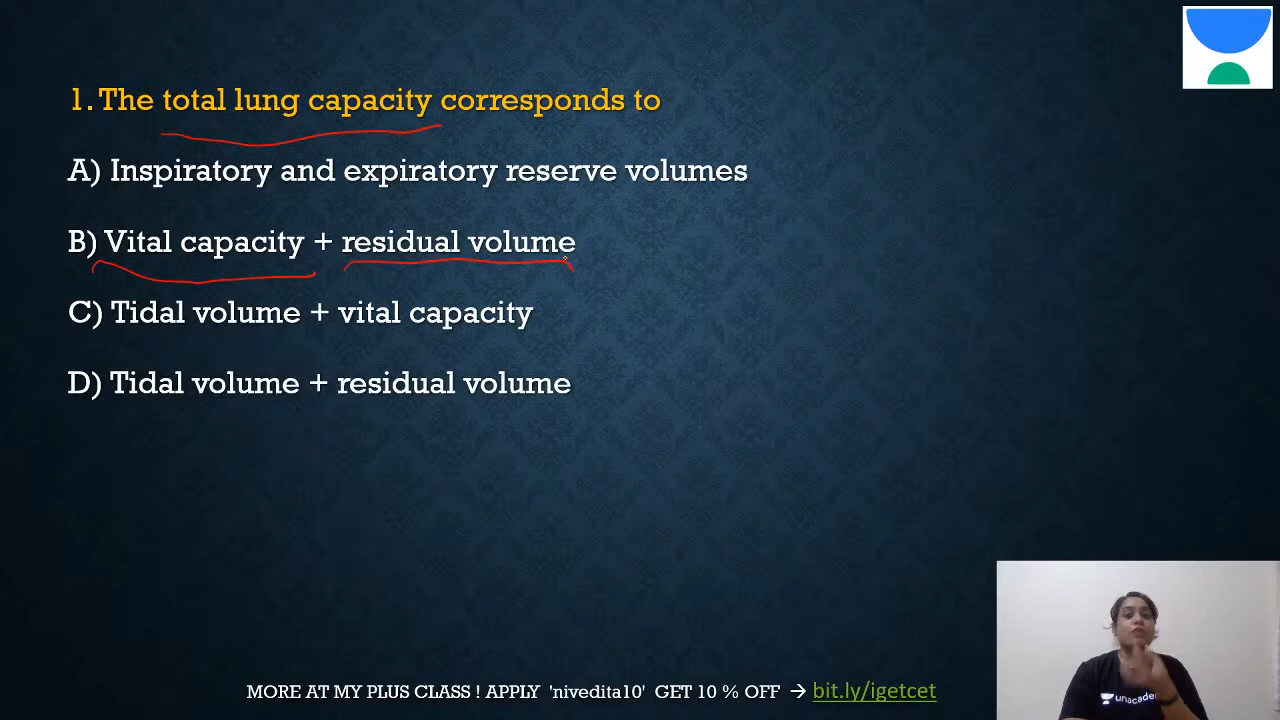 1. The total lung capacity corresponds to
A) Inspiratory and expiratory reserve volumes
B) Vital capacity + residual volume
C) Tidal volume + vital capacity
D) Tidal volume + residual volume
MORE AT MY PLUS CLASS ! APPLY 'nivedita10' GET 10 % OFF → bit.ly/igetcet